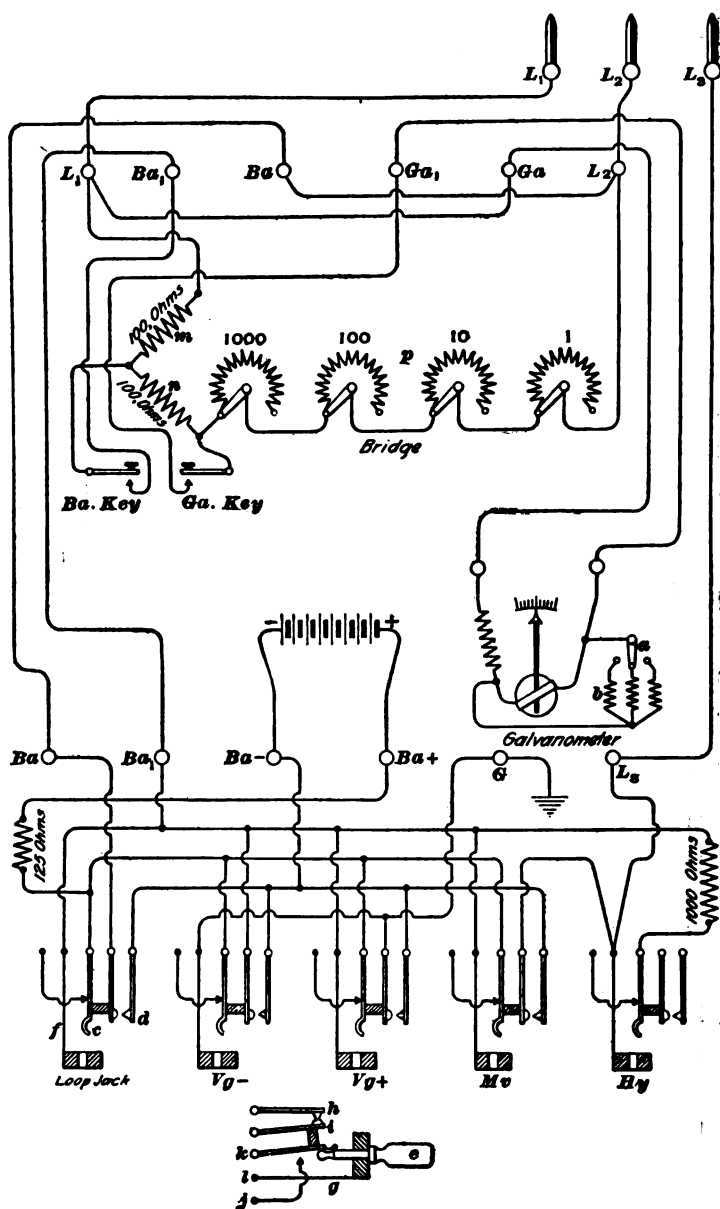 L₁ L₂ L₃
L₁ Ba₁ Ba Ga₁ Ga L₂
100, Ohms
m
1000 100 p 10 1
n
100, Ohms
Bridge
Ba. Key Ga. Key
- +
a
b
Galvanometer
Ba Ba₁ Ba- Ba+ G L₃
125 Ohms
1000 Ohms
f c d
Loop Jack Vg- Vg+ Mv Hy
h
i
k e
l g
j